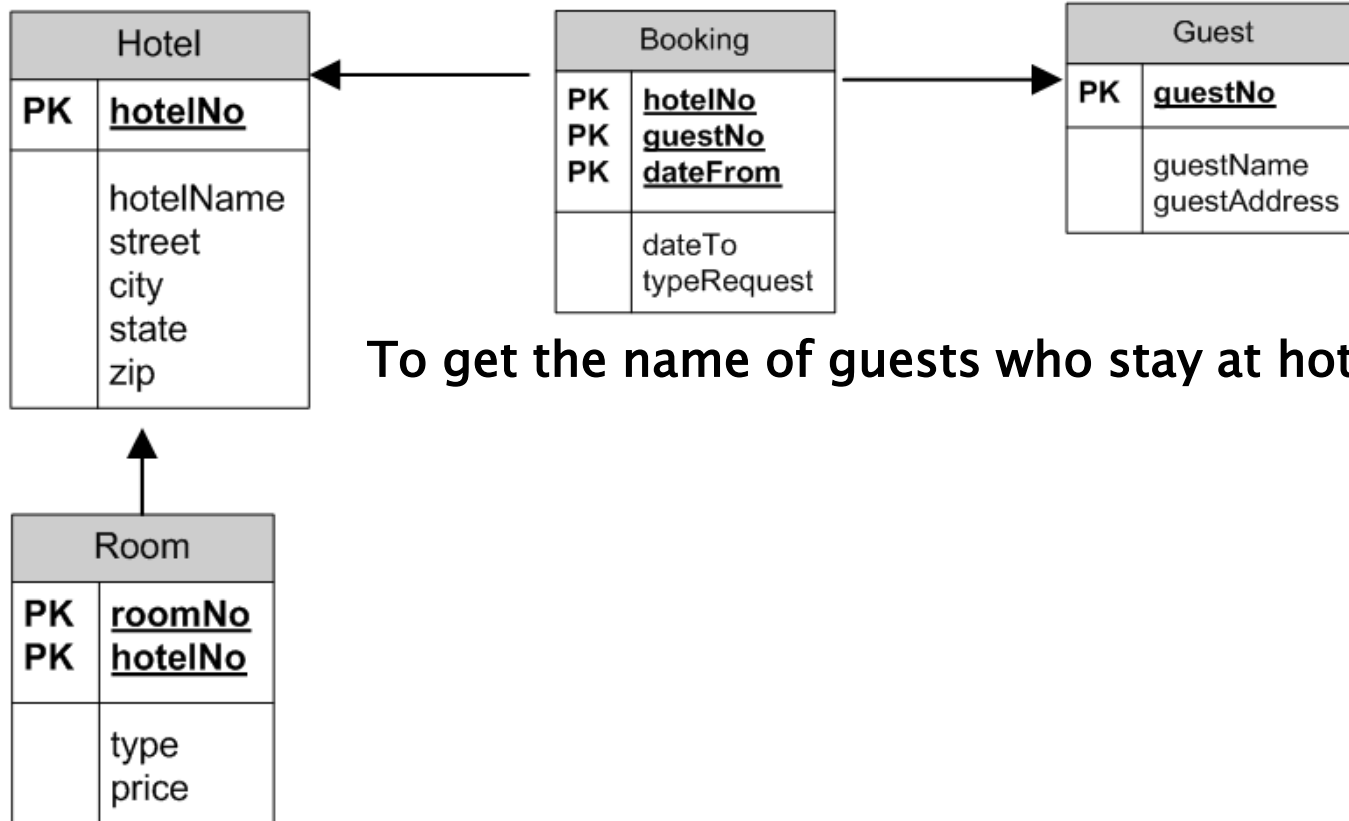 Hotel
PK hotelNo
hotelName
street
city
state
zip
Booking
PK hotelNo
PK guestNo
PK dateFrom
dateTo
typeRequest
Guest
PK guestNo
guestName
guestAddress
To get the name of guests who stay at
Room
PK roomNo
PK hotelNo
type
price